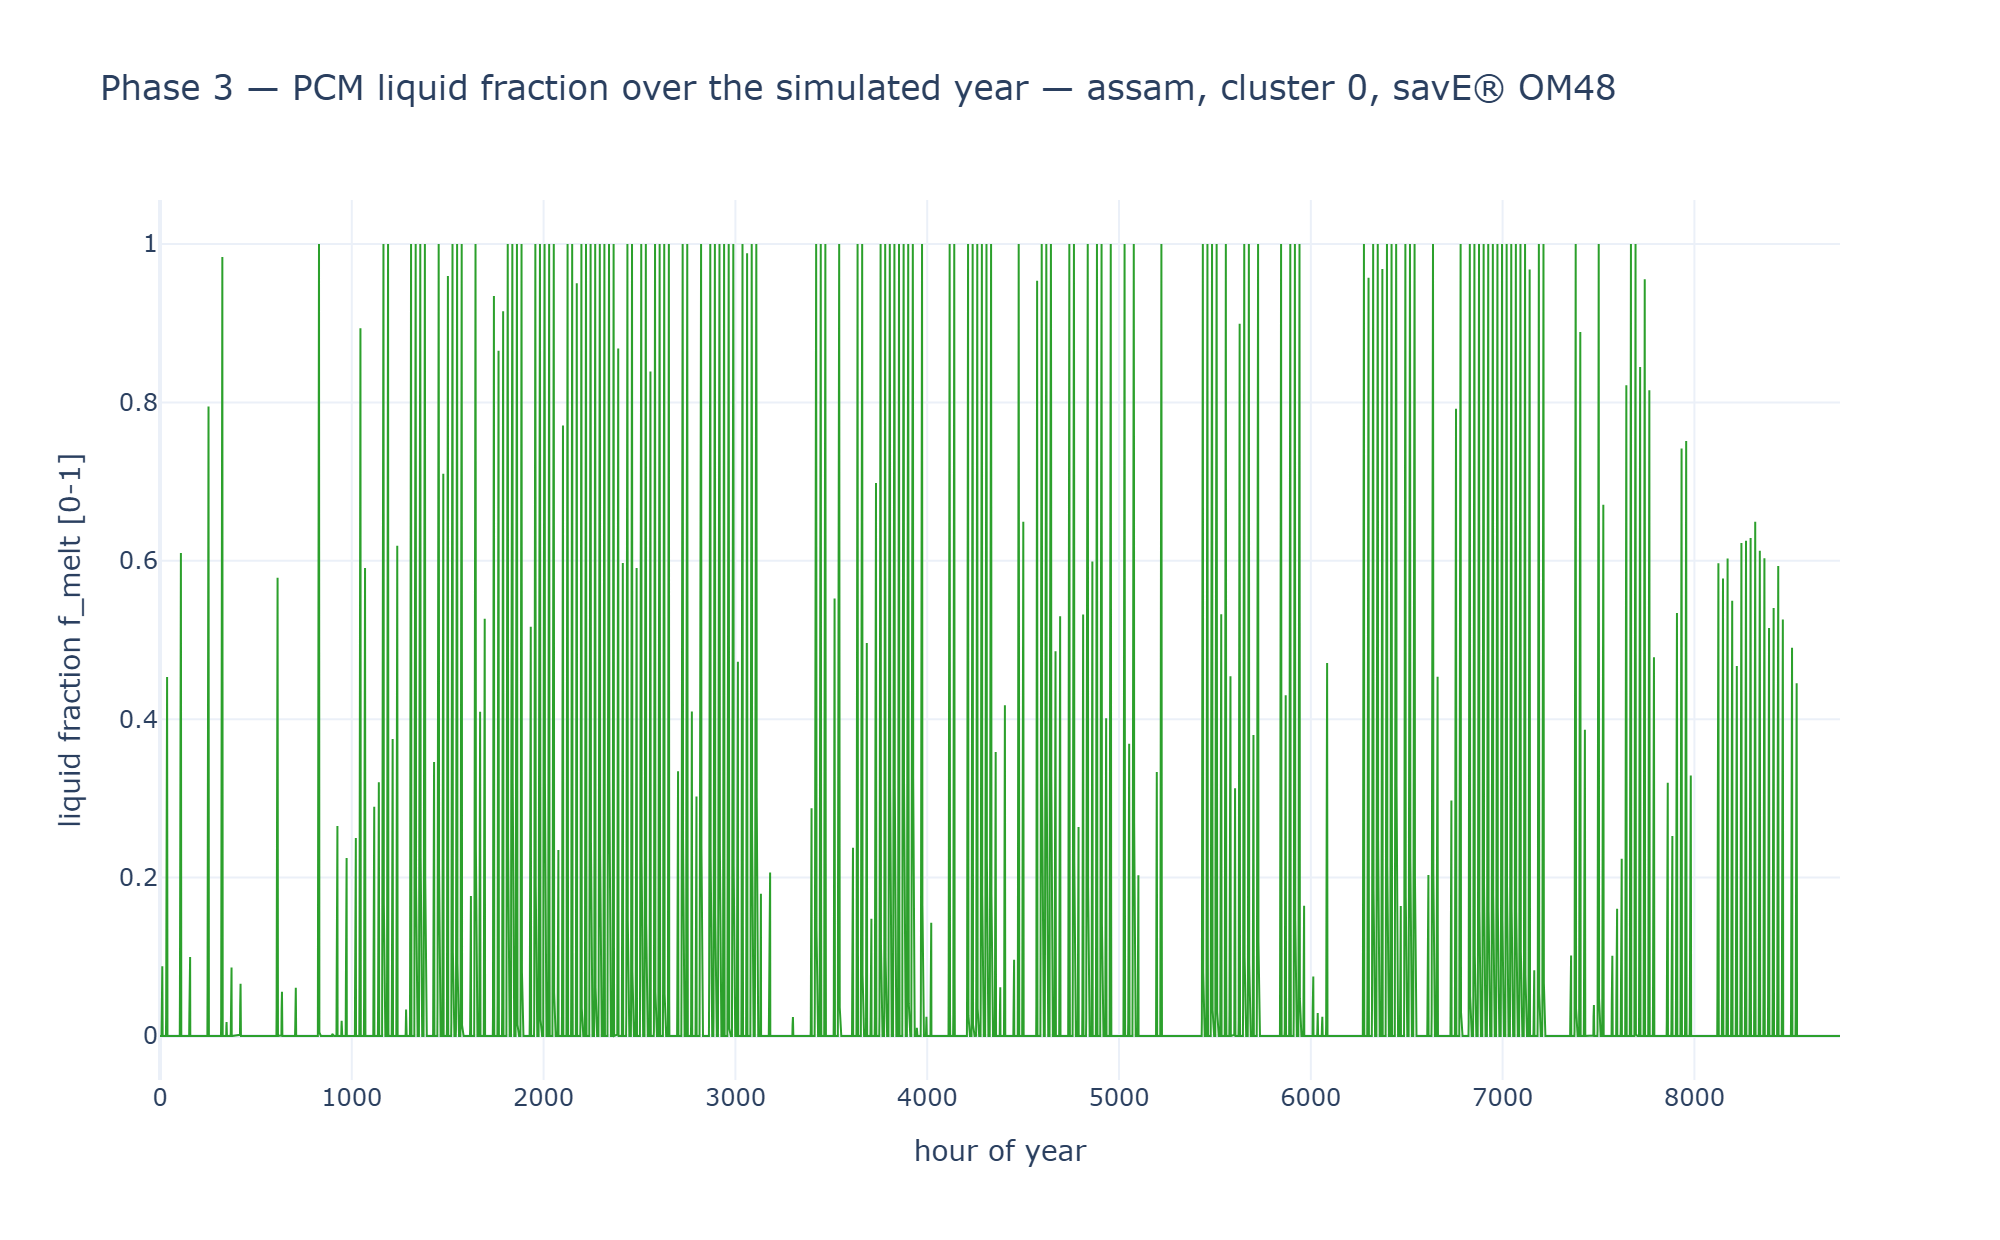 Phase 3 — PCM liquid fraction over the simulated year — assam, cluster 0, savE® OM48
liquid fraction f_melt [0-1]
1
0.8
0.6
0.4
0.2
0
0 1000 2000 3000 4000 5000 6000 7000 8000
hour of year